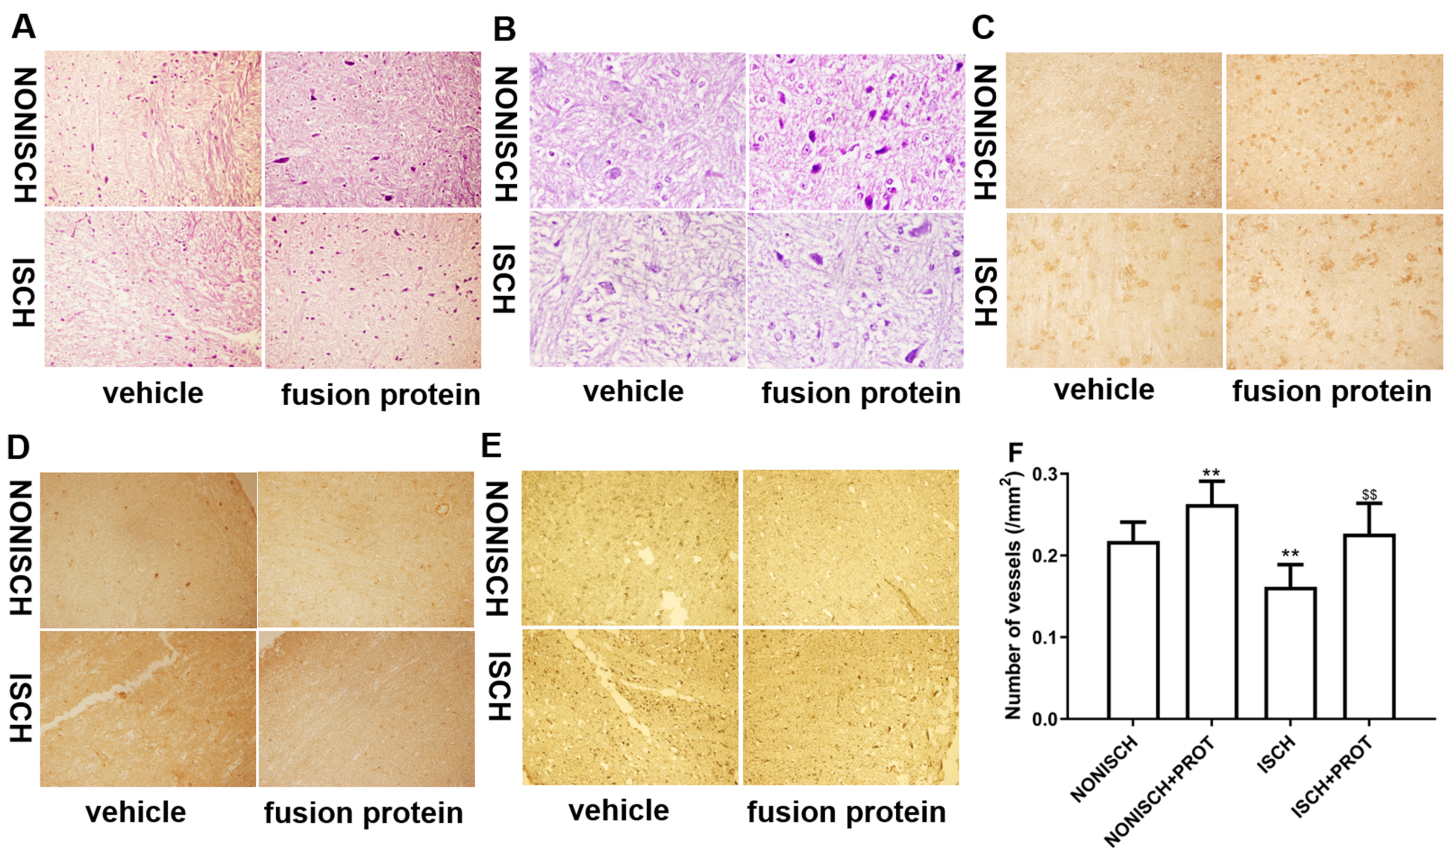 A
NONISCH
ISCH
vehicle
fusion protein
B
NONISCH
ISCH
vehicle
fusion protein
C
NONISCH
ISCH
vehicle
fusion protein
D
NONISCH
ISCH
vehicle
fusion protein
E
NONISCH
ISCH
vehicle
fusion protein
F
Number of vessels (/mm²)
0.3
0.2
0.1
0.0
**
**
$$
NONISCH
NONISCH+PROT
ISCH
ISCH+PROT